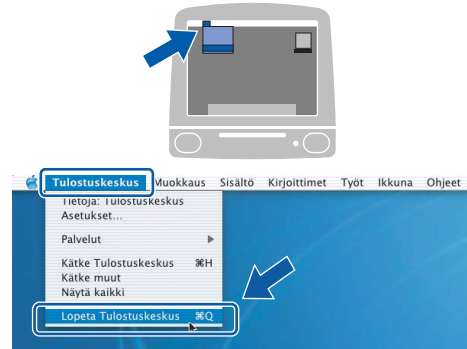 Tulostuskeskus Muokkaus Sisältö Kirjoittimet Työt Ikkuna Ohjeet
Tietoja: Tulostuskeskus
Asetukset...
Palvelut
Kätke Tulostuskeskus ⌘H
Kätke muut
Näytä kaikki
Lopeta Tulostuskeskus ⌘Q